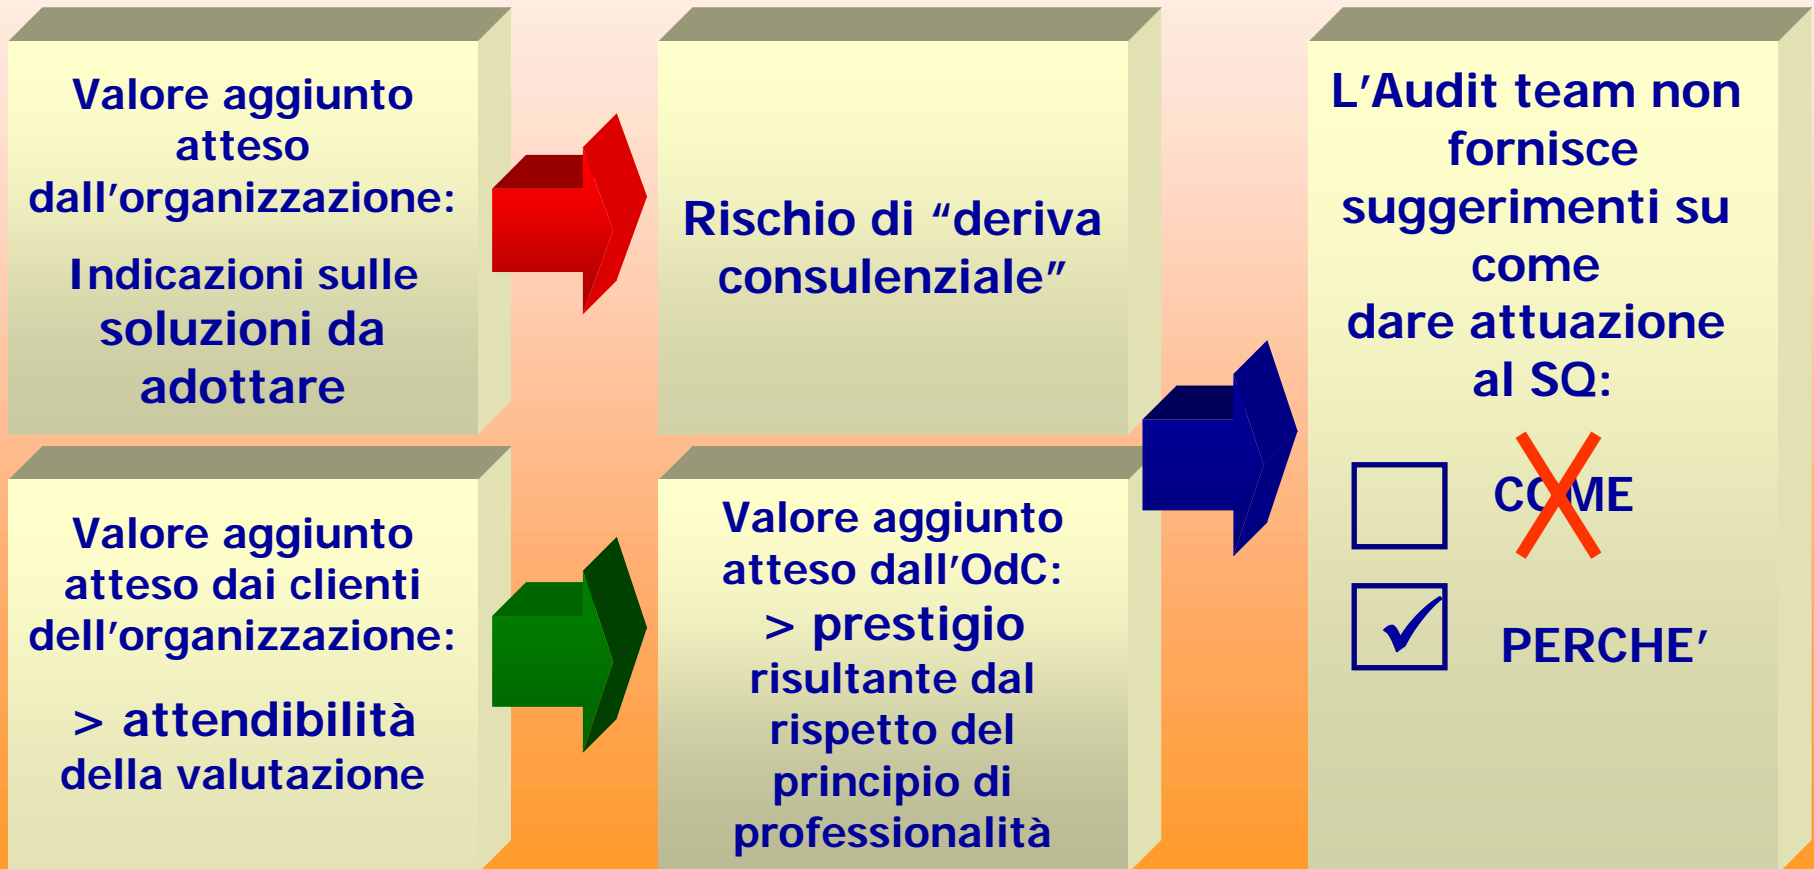 Valore aggiunto
atteso
dall’organizzazione:
Indicazioni sulle
soluzioni da
adottare
Rischio di “deriva
consulenziale”
Valore aggiunto
atteso dai clienti
dell’organizzazione:
> attendibilità
della valutazione
Valore aggiunto
atteso dall’OdC:
> prestigio
risultante dal
rispetto del
principio di
professionalità
L’Audit team non
fornisce
suggerimenti su
come
dare attuazione
al SQ:
COME
PERCHE’